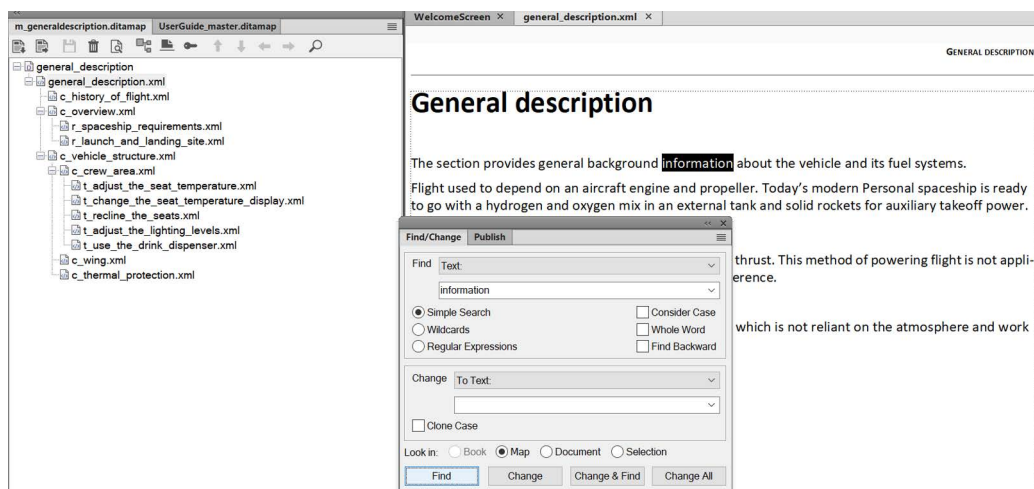 m_generaldescription.ditamap UserGuide_master.ditamap
general_description
general_description.xml
c_history_of_flight.xml
c_overview.xml
r_spaceship_requirements.xml
r_launch_and_landing_site.xml
c_vehicle_structure.xml
c_crew_area.xml
t_adjust_the_seat_temperature.xml
t_change_the_seat_temperature_display.xml
t_recline_the_seats.xml
t_adjust_the_lighting_levels.xml
t_use_the_drink_dispenser.xml
c_wing.xml
c_thermal_protection.xml
WelcomeScreen × general_description.xml ×
GENERAL DESCRIPTION
General description
The section provides general background information about the vehicle and its fuel systems.
Flight used to depend on an aircraft engine and propeller. Today’s modern Personal spaceship is ready
to go with a hydrogen and oxygen mix in an external tank and solid rockets for auxiliary takeoff power.
thrust. This method of powering flight is not appli-
erence.
which is not reliant on the atmosphere and work
Find/Change Publish
Find Text:
information
Simple Search Consider Case
Wildcards Whole Word
Regular Expressions Find Backward
Change To Text:
Clone Case
Look in: Book Map Document Selection
Find Change Change & Find Change All